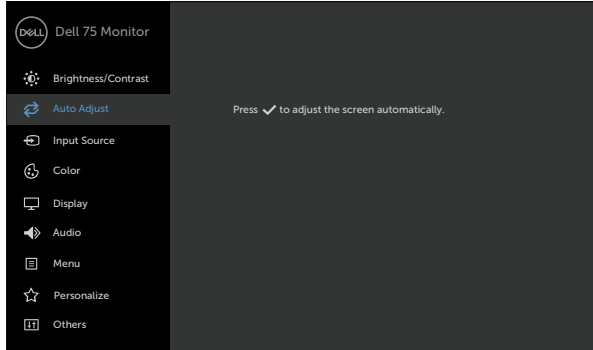 DELL Dell 75 Monitor
Brightness/Contrast
Auto Adjust
Press ✓ to adjust the screen automatically.
Input Source
Color
Display
Audio
Menu
Personalize
Others